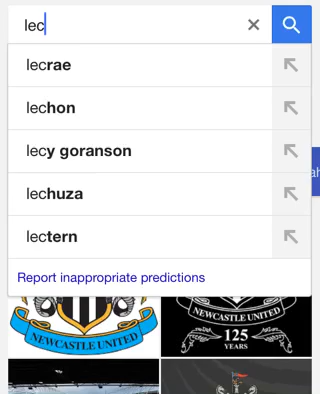 lec
lecrae
lechon
lecy goranson
lechuza
lectern
Report inappropriate predictions
NEWCASTLE UNITED
NEWCASTLE UNITED
125
YEARS